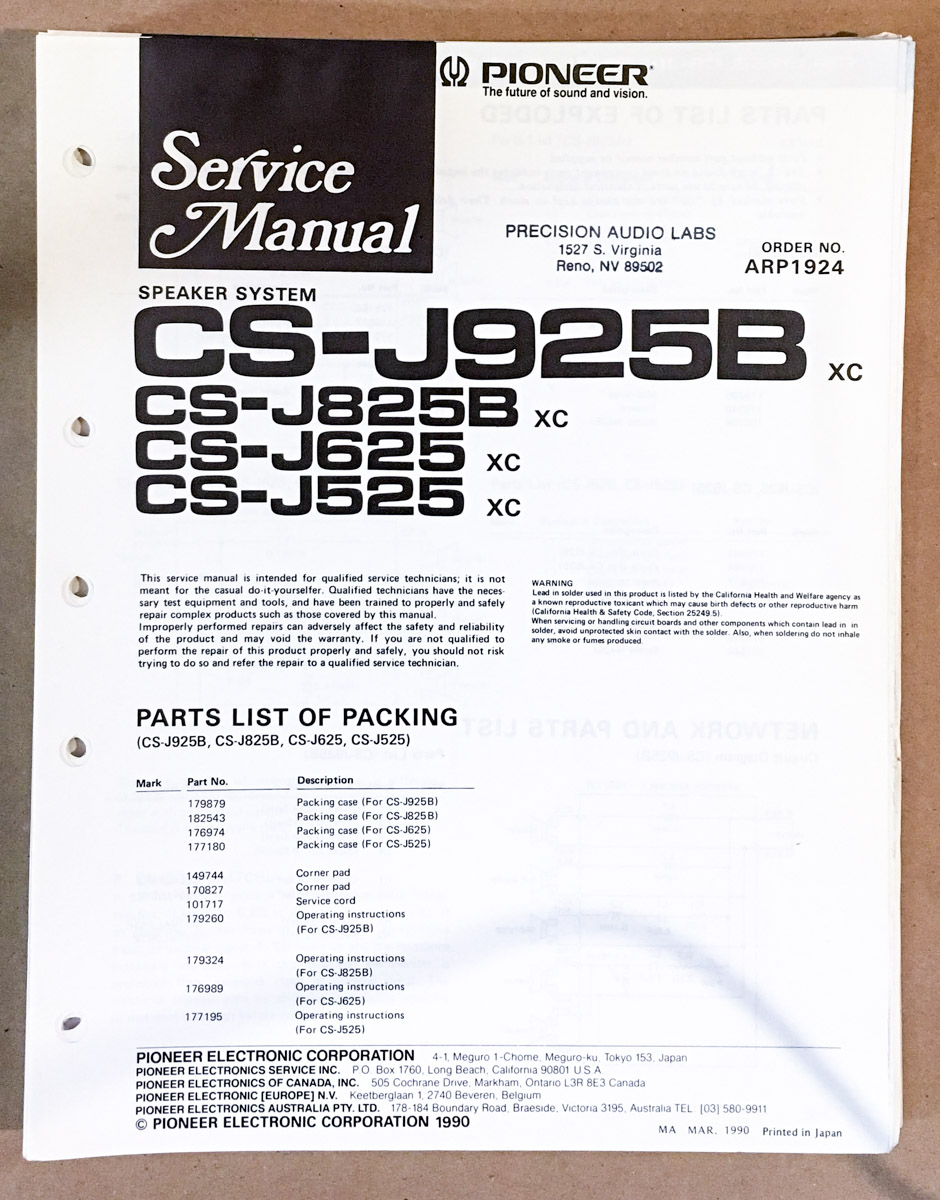 PIONEER®
The future of sound and vision.
Service
Manual
PRECISION AUDIO LABS
1527 S. Virginia
Reno, NV 89502
ORDER NO.
ARP1924
SPEAKER SYSTEM
CS-J925B XC
CS-J825B XC
CS-J625 XC
CS-J525 XC
This service manual is intended for qualified service technicians; it is not
meant for the casual do-it-yourselfer. Qualified technicians have the neces-
sary test equipment and tools, and have been trained to properly and safely
repair complex products such as those covered by this manual.
Improperly performed repairs can adversely affect the safety and reliability
of the product and may void the warranty. If you are not qualified to
perform the repair of this product properly and safely, you should not risk
trying to do so and refer the repair to a qualified service technician.
WARNING
Lead in solder used in this product is listed by the California Health and Welfare agency as
a known reproductive toxicant which may cause birth defects or other reproductive harm
(California Health & Safety Code, Section 25249.5).
When servicing or handling circuit boards and other components which contain lead in in
solder, avoid unprotected skin contact with the solder. Also, when soldering do not inhale
any smoke or fumes produced.
PARTS LIST OF PACKING
(CS-J925B, CS-J825B, CS-J625, CS-J525)
Mark Part No. Description
179879 Packing case (For CS-J925B)
182543 Packing case (For CS-J825B)
176974 Packing case (For CS-J625)
177180 Packing case (For CS-J525)
149744 Corner pad
170827 Corner pad
101717 Service cord
179260 Operating instructions
(For CS-J925B)
179324 Operating instructions
(For CS-J825B)
176989 Operating instructions
(For CS-J625)
177195 Operating instructions
(For CS-J525)
PIONEER ELECTRONIC CORPORATION 4-1, Meguro 1-Chome, Meguro-ku, Tokyo 153, Japan
PIONEER ELECTRONICS SERVICE INC. P.O. Box 1760, Long Beach, California 90801 U.S.A.
PIONEER ELECTRONICS OF CANADA, INC. 505 Cochrane Drive, Markham, Ontario L3R 8E3 Canada
PIONEER ELECTRONIC [EUROPE] N.V. Keetberglaan 1, 2740 Beveren, Belgium
PIONEER ELECTRONICS AUSTRALIA PTY. LTD. 178-184 Boundary Road, Braeside, Victoria 3195, Australia TEL: [03] 580-9911
© PIONEER ELECTRONIC CORPORATION 1990
MA MAR. 1990 Printed in Japan